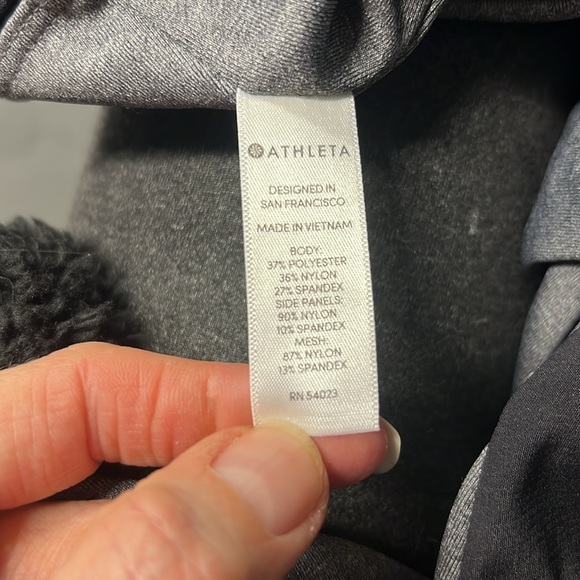 ATHLETA
DESIGNED IN
SAN FRANCISCO
MADE IN VIETNAM
BODY:
37% POLYESTER
36% NYLON
27% SPANDEX
SIDE PANELS:
90% NYLON
10% SPANDEX
MESH:
87% NYLON
13% SPANDEX
RN 54023